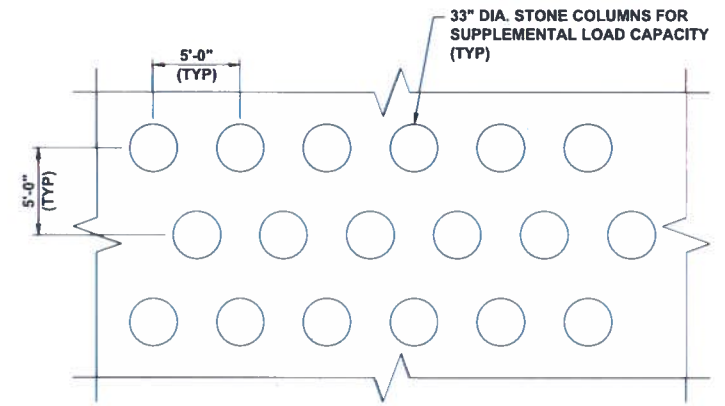 33" DIA. STONE COLUMNS FOR
SUPPLEMENTAL LOAD CAPACITY
(TYP)
5'-0"
(TYP)
5'-0"
(TYP)